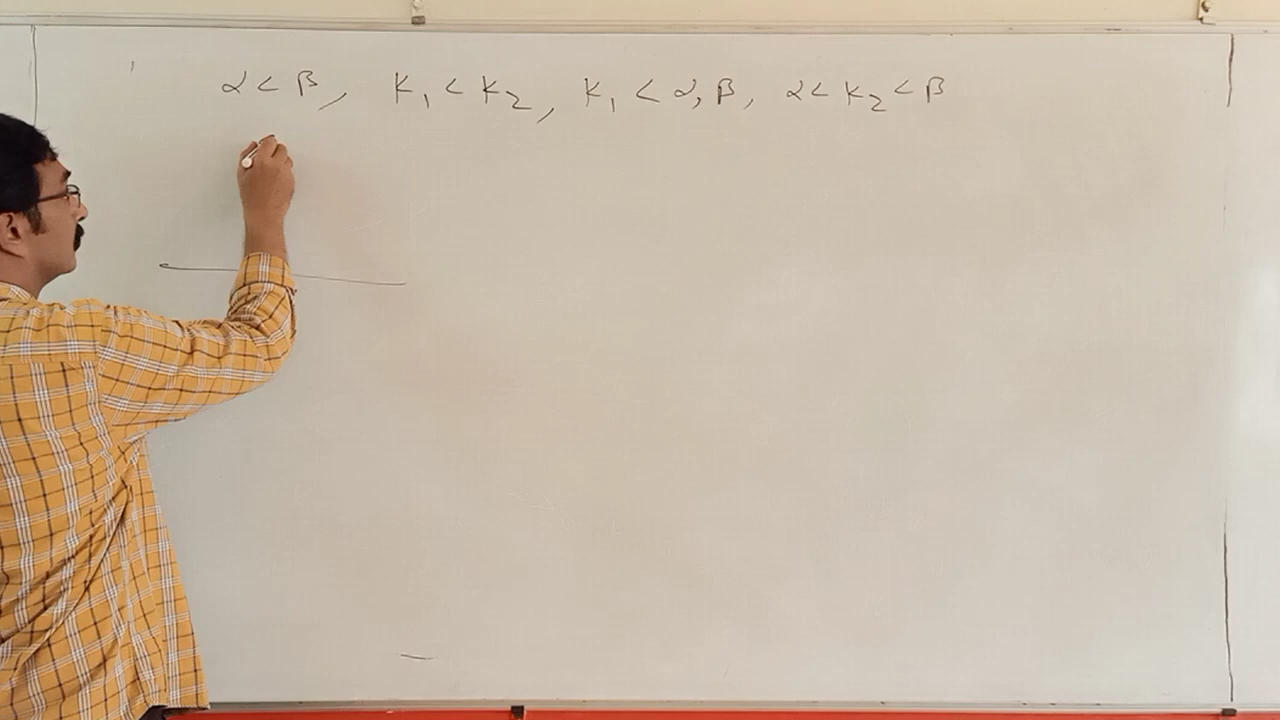 α < β, K₁ < K₂, K₁ < α, β, α < K₂ < β